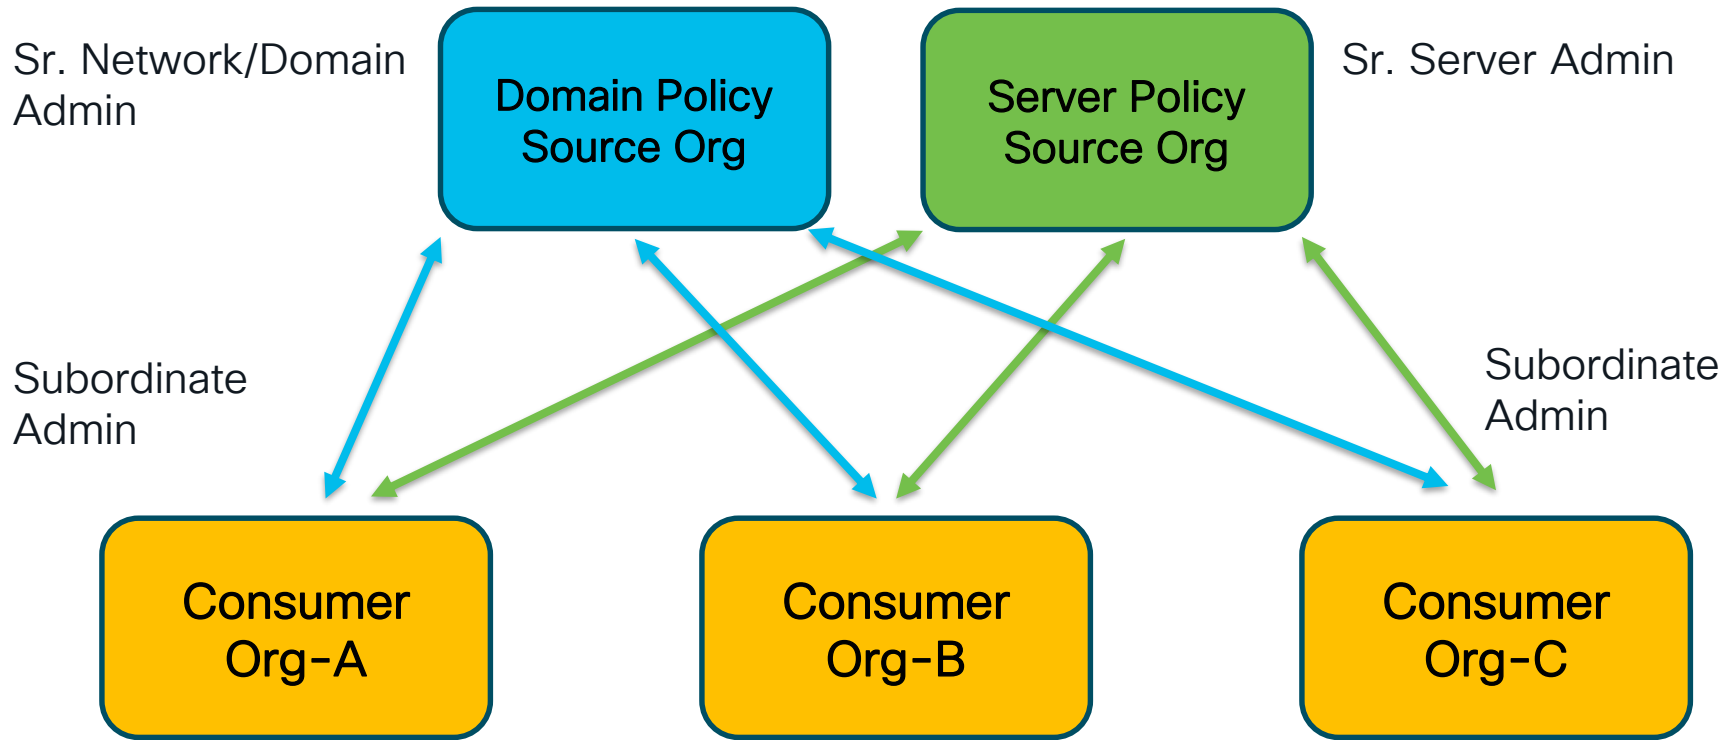 Sr. Network/Domain
Admin
Domain Policy
Source Org
Server Policy
Source Org
Sr. Server Admin
Subordinate
Admin
Subordinate
Admin
Consumer
Org-A
Consumer
Org-B
Consumer
Org-C